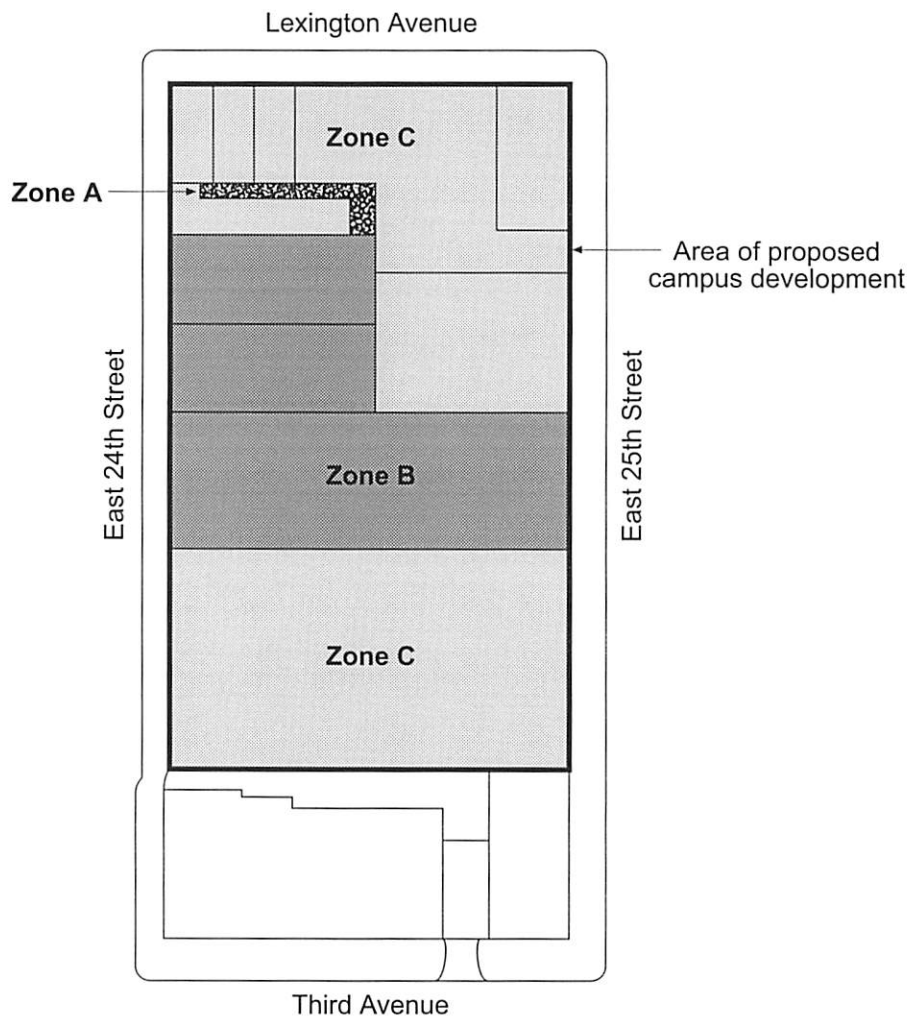 Lexington Avenue
Zone C
Zone A
Area of proposed
campus development
East 24th Street
East 25th Street
Zone B
Zone C
Third Avenue